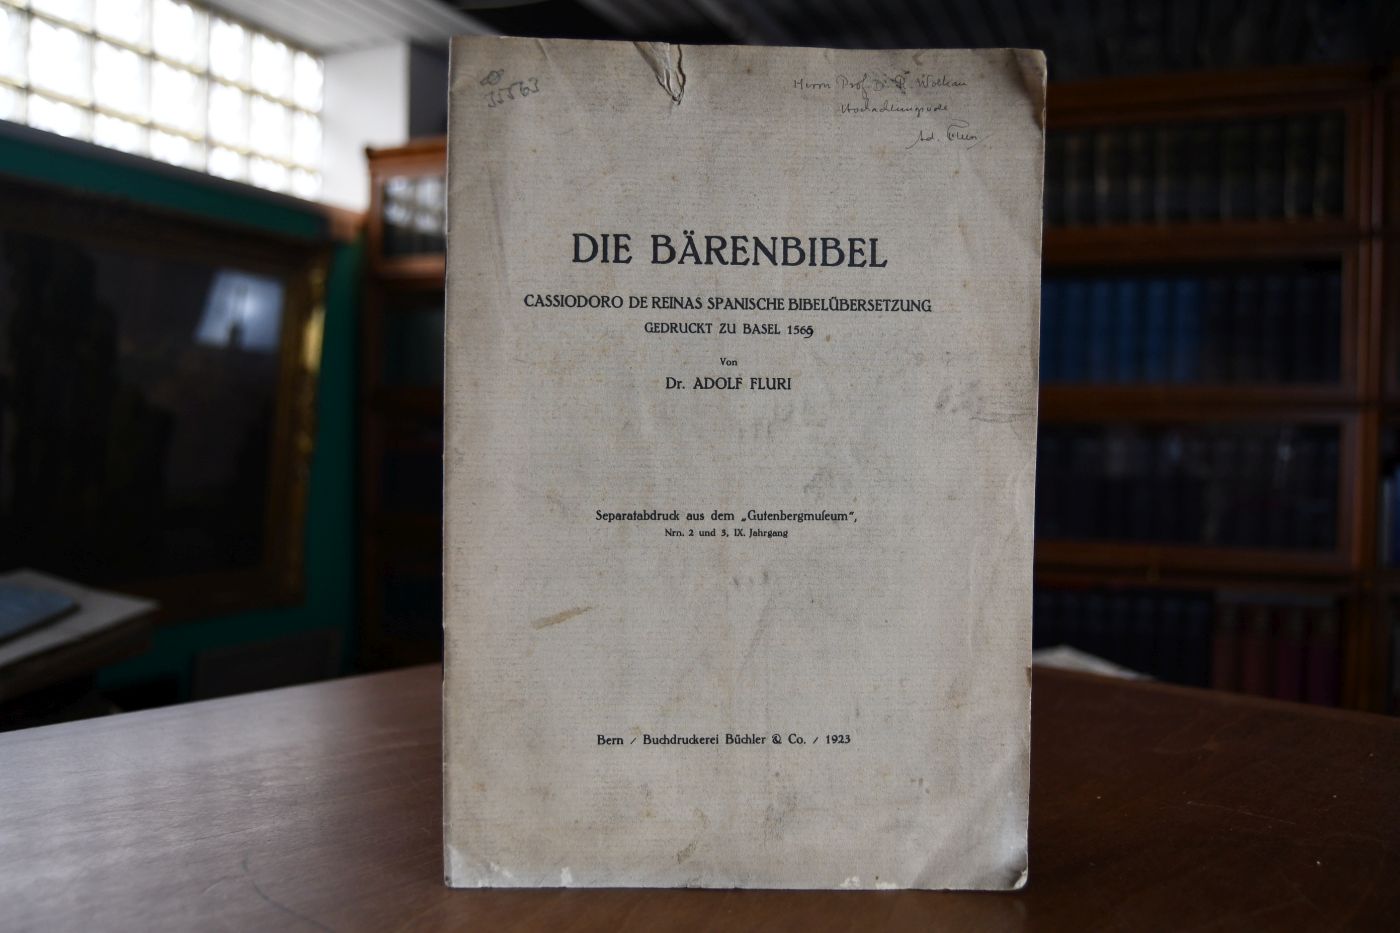 35563
Herrn Prof. Dr. R. Wolkan
Hochachtungsvoll
Ad. Fluri
DIE BÄRENBIBEL
CASSIODORO DE REINAS SPANISCHE BIBELÜBERSETZUNG
GEDRUCKT ZU BASEL 1569
Von
Dr. ADOLF FLURI
Separatabdruck aus dem „Gutenbergmuſeum“,
Nrn. 2 und 3, IX. Jahrgang
Bern / Buchdruckerei Büchler & Co. / 1923